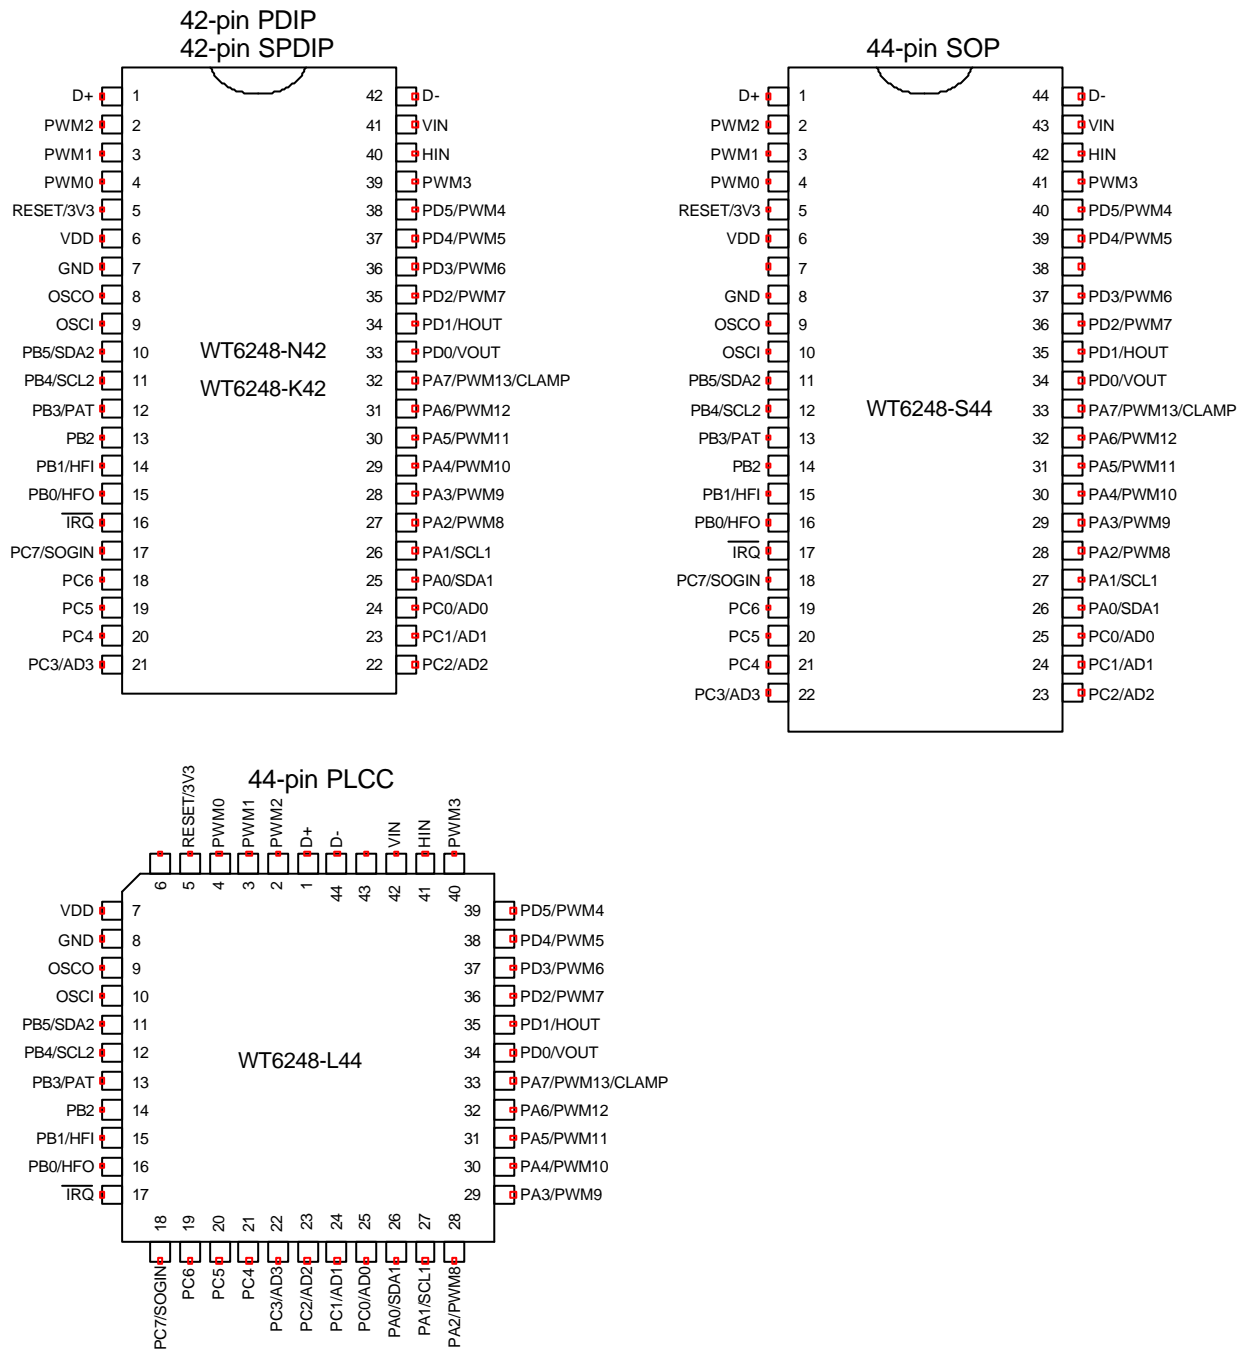 42-pin PDIP
42-pin SPDIP
D+ 1 42 D-
PWM2 2 41 VIN
PWM1 3 40 HIN
PWM0 4 39 PWM3
RESET/3V3 5 38 PD5/PWM4
VDD 6 37 PD4/PWM5
GND 7 36 PD3/PWM6
OSCO 8 35 PD2/PWM7
OSCI 9 34 PD1/HOUT
PB5/SDA2 10 WT6248-N42 33 PD0/VOUT
PB4/SCL2 11 WT6248-K42 32 PA7/PWM13/CLAMP
PB3/PAT 12 31 PA6/PWM12
PB2 13 30 PA5/PWM11
PB1/HFI 14 29 PA4/PWM10
PB0/HFO 15 28 PA3/PWM9
IRQ 16 27 PA2/PWM8
PC7/SOGIN 17 26 PA1/SCL1
PC6 18 25 PA0/SDA1
PC5 19 24 PC0/AD0
PC4 20 23 PC1/AD1
PC3/AD3 21 22 PC2/AD2
44-pin SOP
D+ 1 44 D-
PWM2 2 43 VIN
PWM1 3 42 HIN
PWM0 4 41 PWM3
RESET/3V3 5 40 PD5/PWM4
VDD 6 39 PD4/PWM5
7 38
GND 8 37 PD3/PWM6
OSCO 9 36 PD2/PWM7
OSCI 10 35 PD1/HOUT
PB5/SDA2 11 34 PD0/VOUT
PB4/SCL2 12 WT6248-S44 33 PA7/PWM13/CLAMP
PB3/PAT 13 32 PA6/PWM12
PB2 14 31 PA5/PWM11
PB1/HFI 15 30 PA4/PWM10
PB0/HFO 16 29 PA3/PWM9
IRQ 17 28 PA2/PWM8
PC7/SOGIN 18 27 PA1/SCL1
PC6 19 26 PA0/SDA1
PC5 20 25 PC0/AD0
PC4 21 24 PC1/AD1
PC3/AD3 22 23 PC2/AD2
44-pin PLCC
RESET/3V3 PWM0 PWM1 PWM2 D+ D- VIN HIN PWM3
6 5 4 3 2 1 44 43 42 41 40
VDD 7 39 PD5/PWM4
GND 8 38 PD4/PWM5
OSCO 9 37 PD3/PWM6
OSCI 10 36 PD2/PWM7
PB5/SDA2 11 35 PD1/HOUT
PB4/SCL2 12 WT6248-L44 34 PD0/VOUT
PB3/PAT 13 33 PA7/PWM13/CLAMP
PB2 14 32 PA6/PWM12
PB1/HFI 15 31 PA5/PWM11
PB0/HFO 16 30 PA4/PWM10
IRQ 17 29 PA3/PWM9
18 19 20 21 22 23 24 25 26 27 28
PC7/SOGIN PC6 PC5 PC4 PC3/AD3 PC2/AD2 PC1/AD1 PC0/AD0 PA0/SDA1 PA1/SCL1 PA2/PWM8